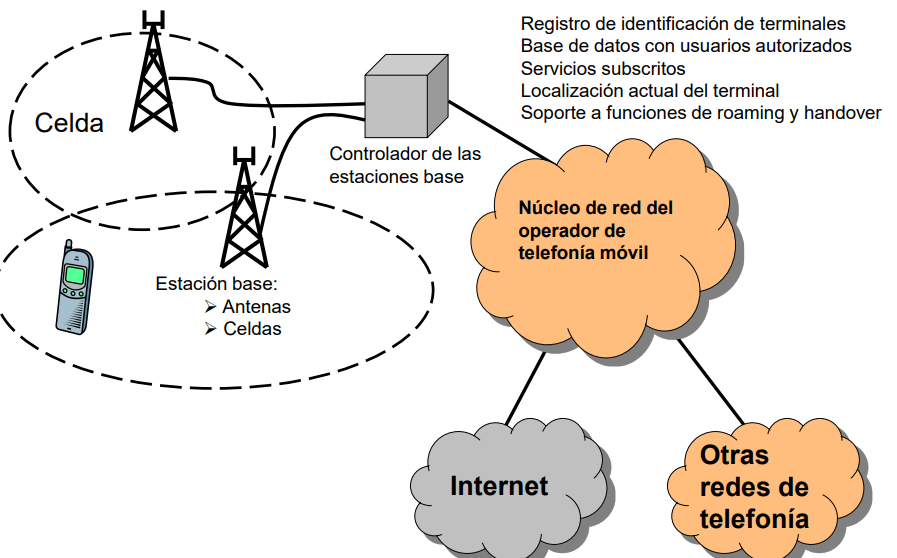 Registro de identificación de terminales
Base de datos con usuarios autorizados
Servicios subscritos
Localización actual del terminal
Soporte a funciones de roaming y handover
Celda
Controlador de las
estaciones base
Núcleo de red del
operador de
telefonía móvil
Estación base:
➢ Antenas
➢ Celdas
Internet
Otras
redes de
telefonía